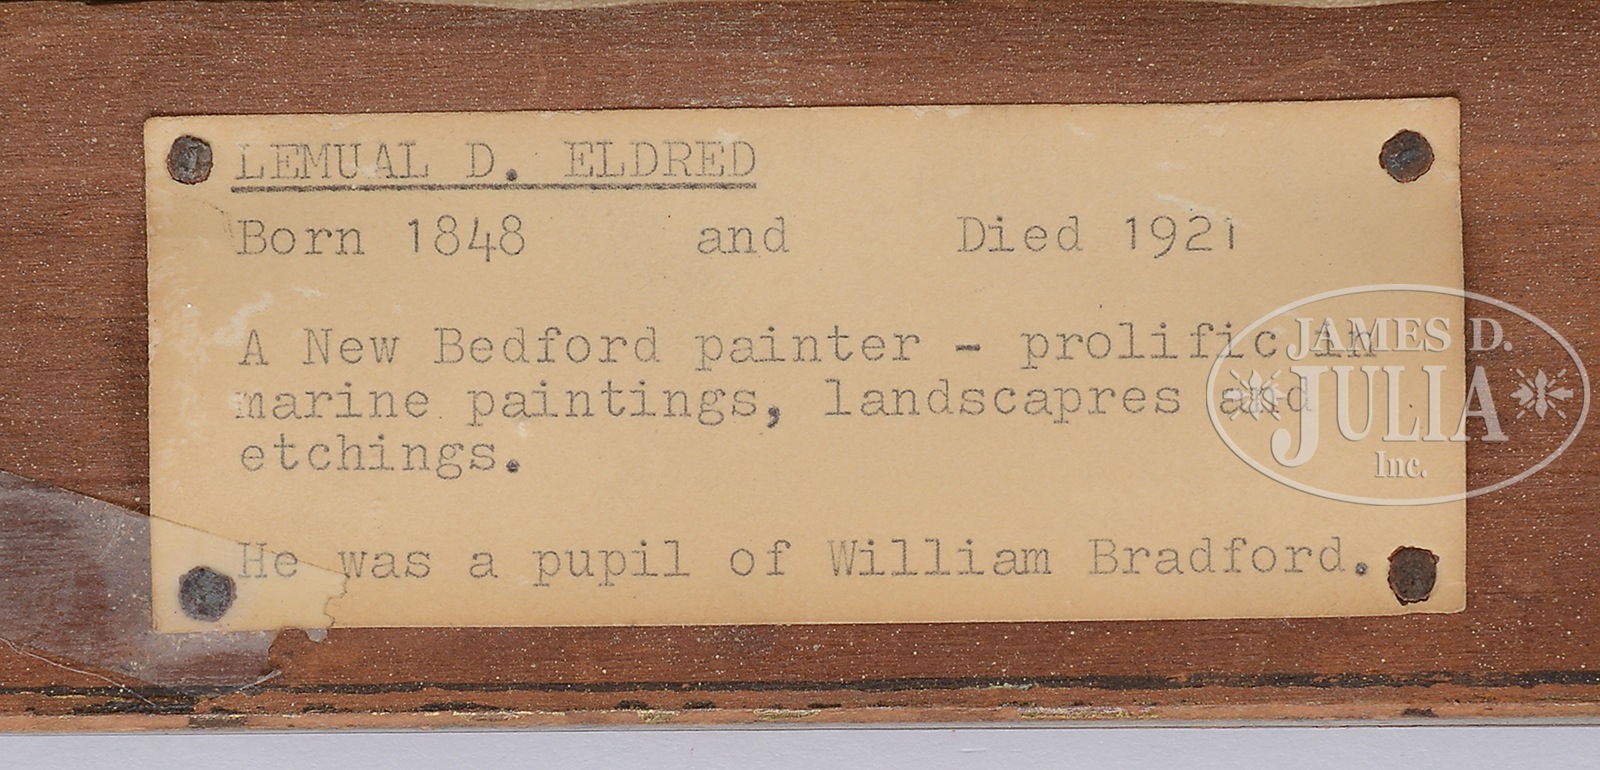 LEMUAL D. ELDRED
Born 1848 and Died 1921
A New Bedford painter - prolific in
marine paintings, landscapres and
etchings.
He was a pupil of William Bradford.
JAMES D.
JULIA
Inc.